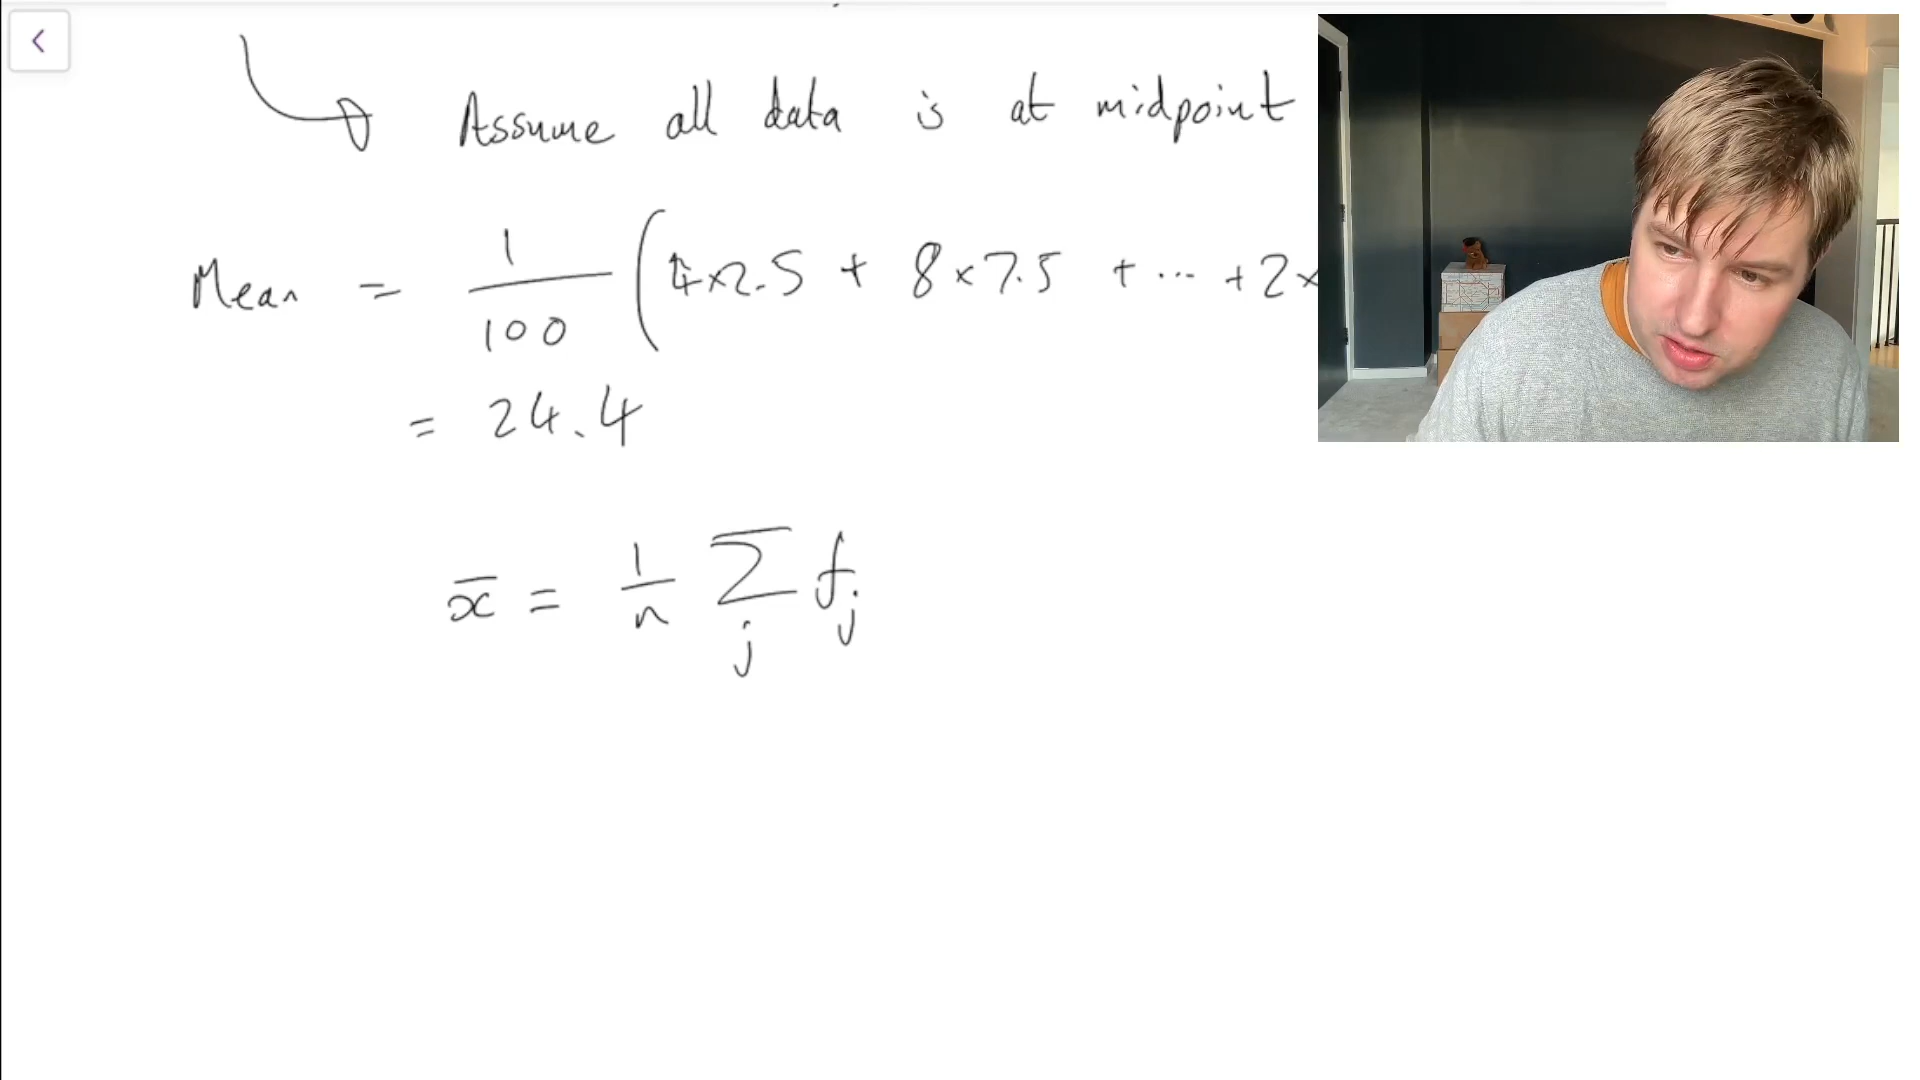 Assume all data is at midpoint
Mean = 1/100 (4×2.5 + 8×7.5 + ... + 2×
= 24.4
x̄ = 1/n ∑_j f_j